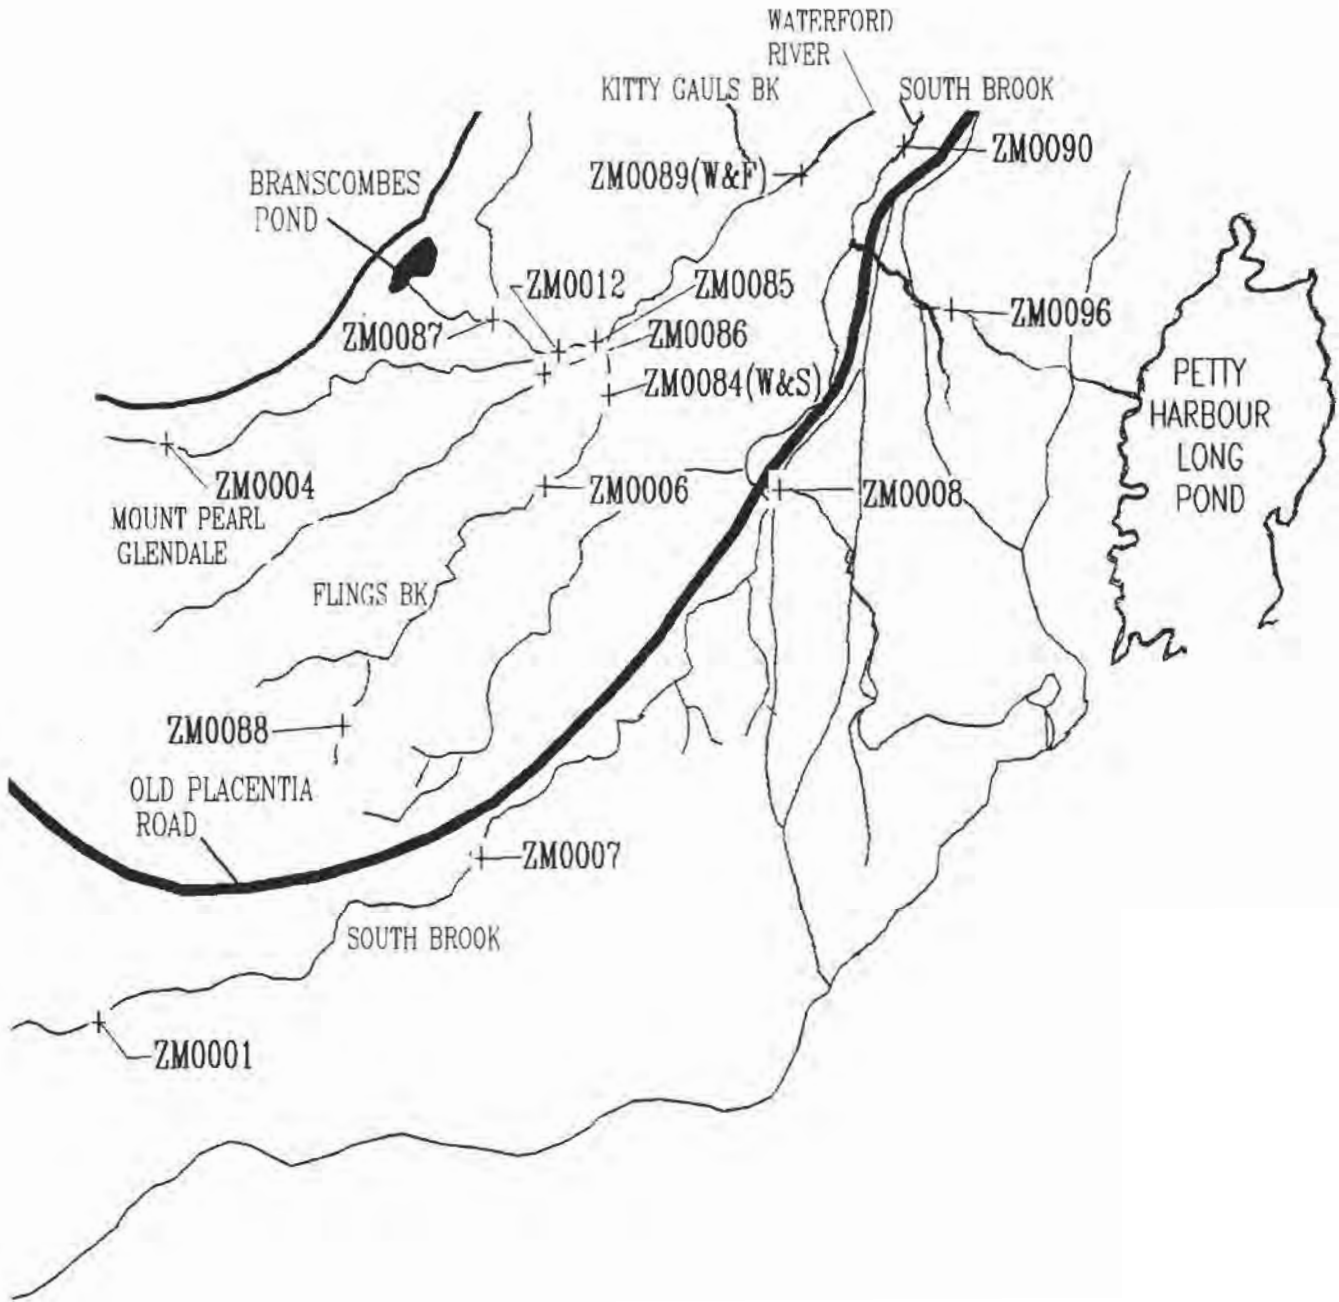 WATERFORD
RIVER
KITTY GAULS BK
SOUTH BROOK
ZM0090
ZM0089(W&F)
BRANSCOMBES
POND
ZM0012
ZM0085
ZM0087
ZM0086
ZM0096
ZM0084(W&S)
PETTY
HARBOUR
LONG
POND
ZM0004
ZM0006
ZM0008
MOUNT PEARL
GLENDALE
FLINGS BK
ZM0088
OLD PLACENTIA
ROAD
ZM0007
SOUTH BROOK
ZM0001